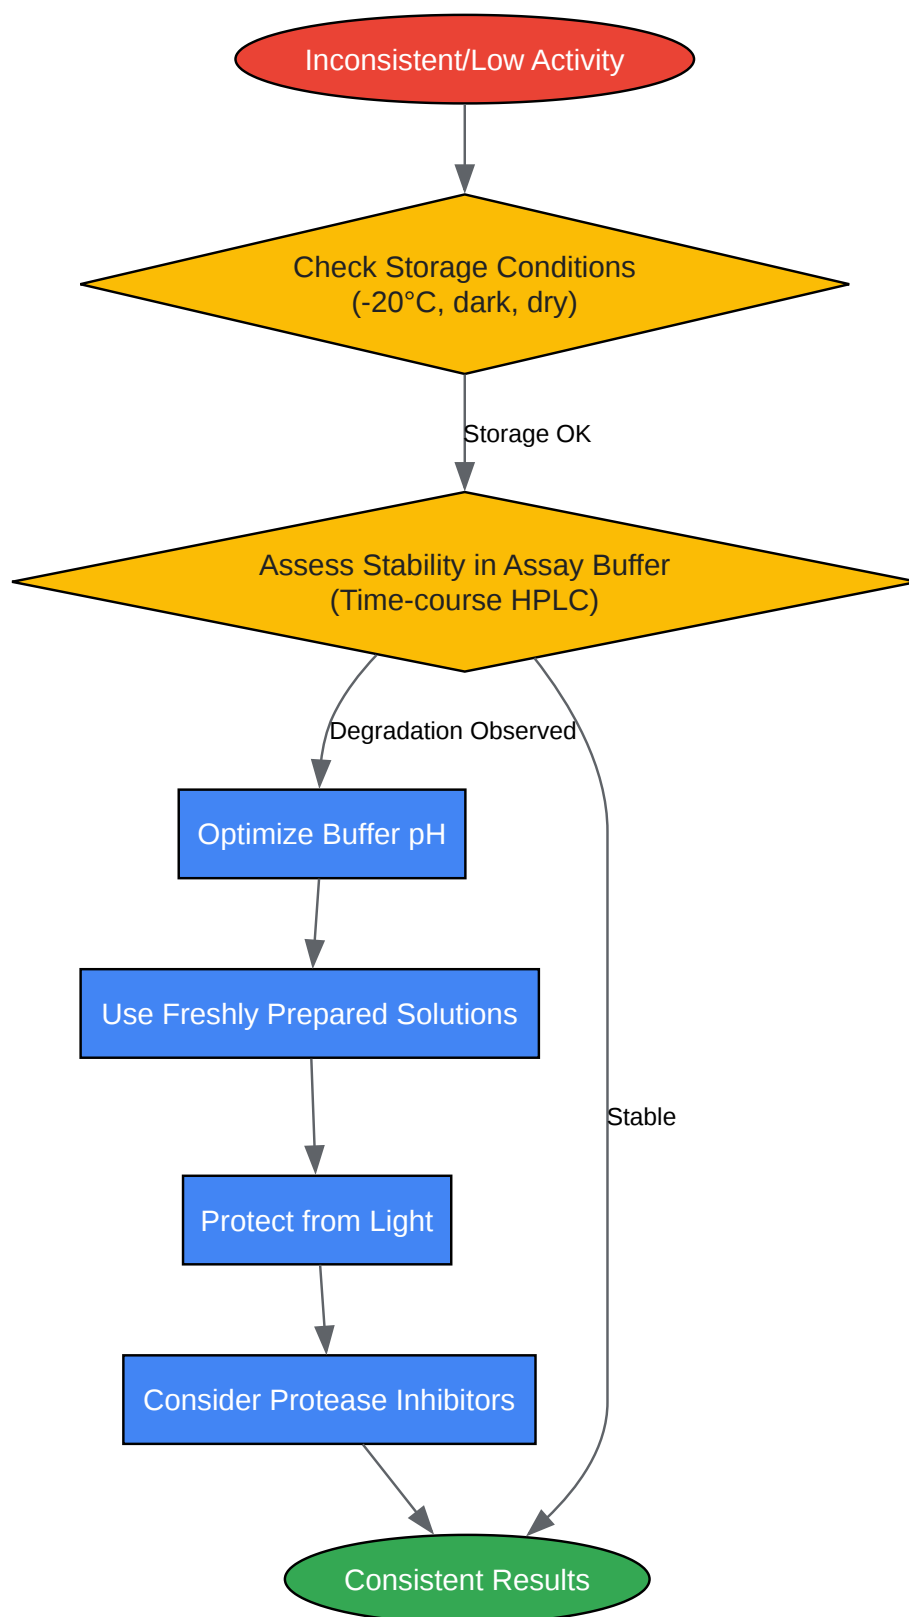 Inconsistent/Low Activity
Check Storage Conditions
(-20°C, dark, dry)
Storage OK
Assess Stability in Assay Buffer
(Time-course HPLC)
Degradation Observed
Optimize Buffer pH
Use Freshly Prepared Solutions
Stable
Protect from Light
Consider Protease Inhibitors
Consistent Results